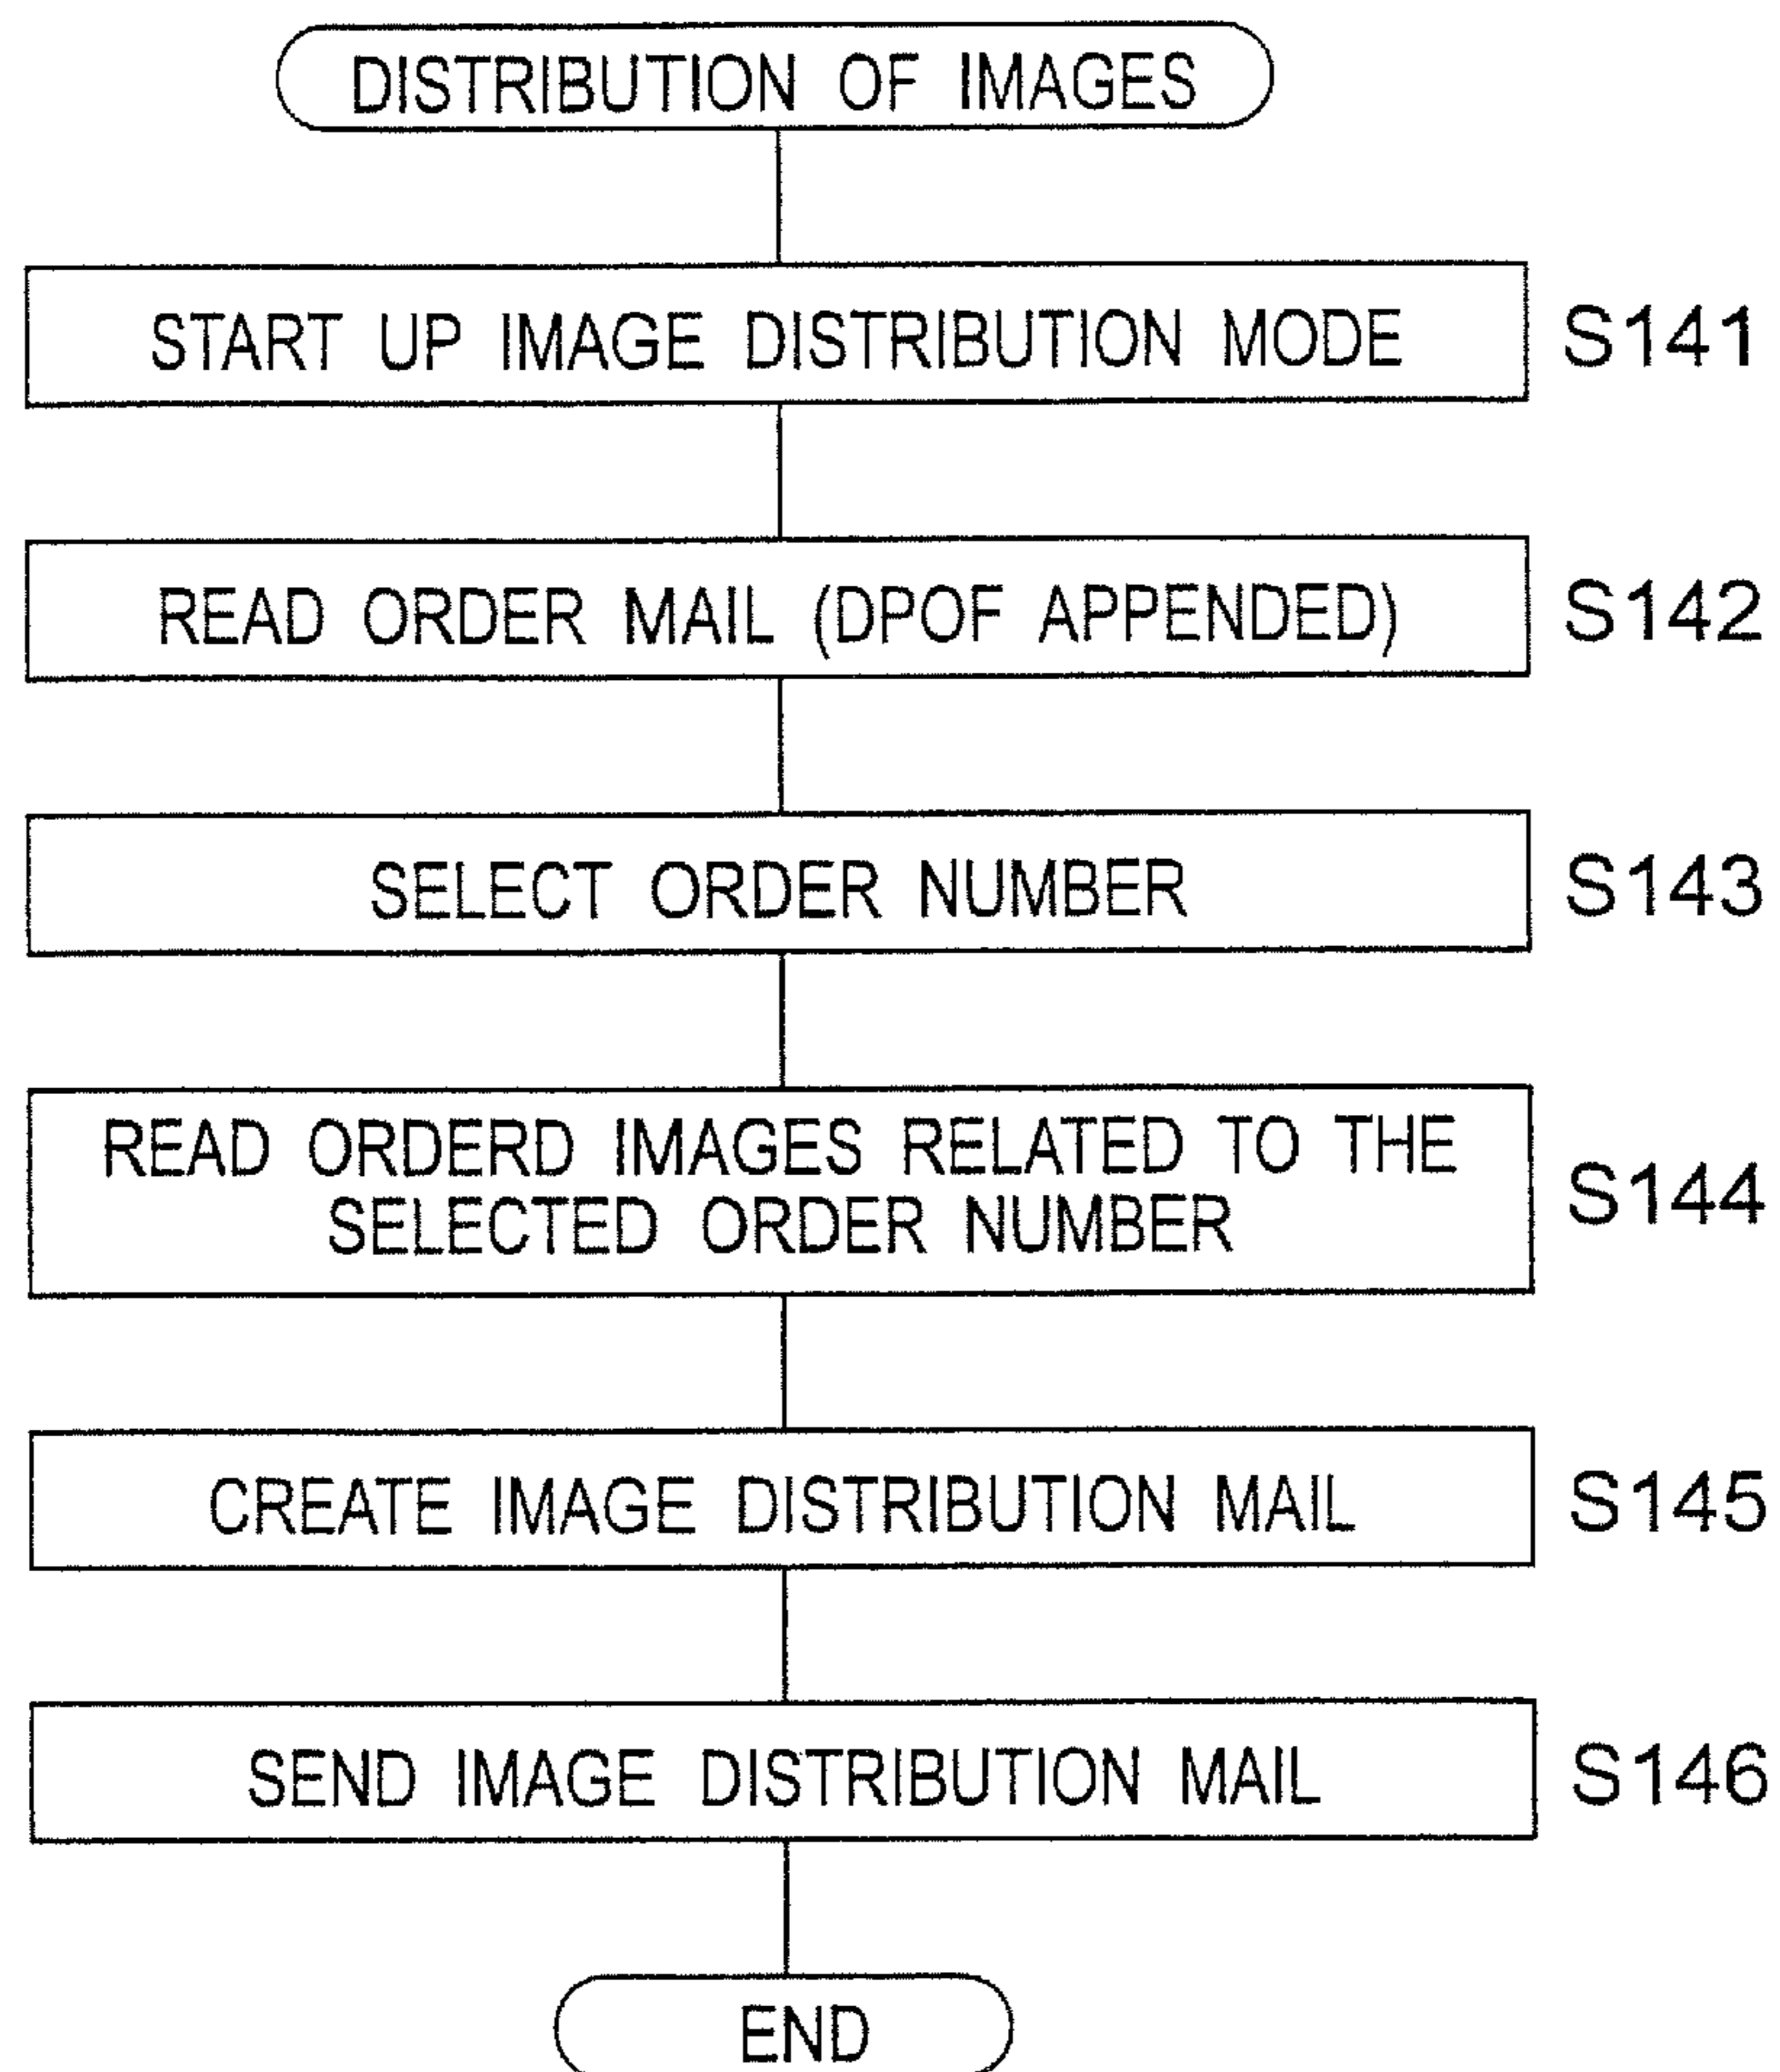 DISTRIBUTION OF IMAGES
START UP IMAGE DISTRIBUTION MODE S141
READ ORDER MAIL (DPOF APPENDED) S142
SELECT ORDER NUMBER S143
READ ORDERD IMAGES RELATED TO THE
SELECTED ORDER NUMBER S144
CREATE IMAGE DISTRIBUTION MAIL S145
SEND IMAGE DISTRIBUTION MAIL S146
END